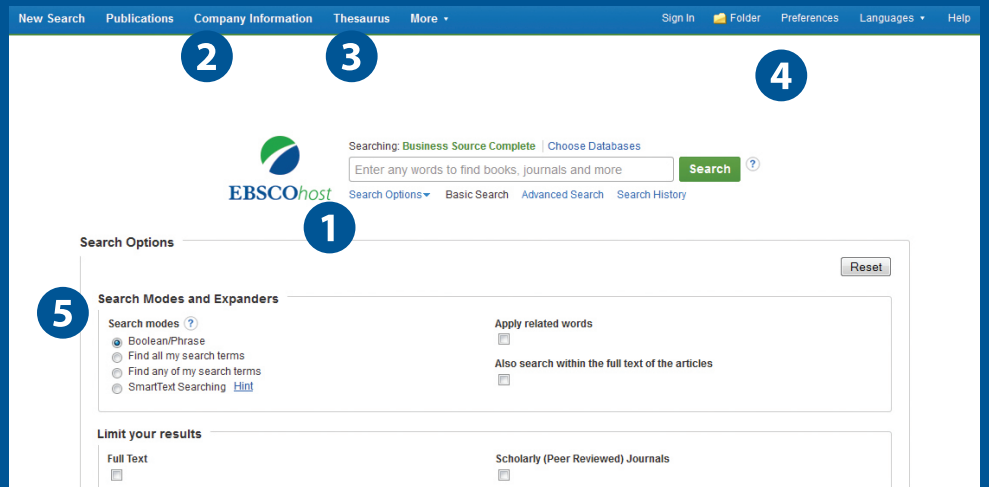 New Search Publications Company Information Thesaurus More Sign In Folder Preferences Languages Help
2 3 4
Searching: Business Source Complete | Choose Databases
Enter any words to find books, journals and more Search ?
EBSCOhost Search Options Basic Search Advanced Search Search History
1
Search Options
Reset
5 Search Modes and Expanders
Search modes ? Apply related words
Boolean/Phrase
Find all my search terms
Also search within the full text of the articles
Find any of my search terms
SmartText Searching Hint
Limit your results
Full Text Scholarly (Peer Reviewed) Journals